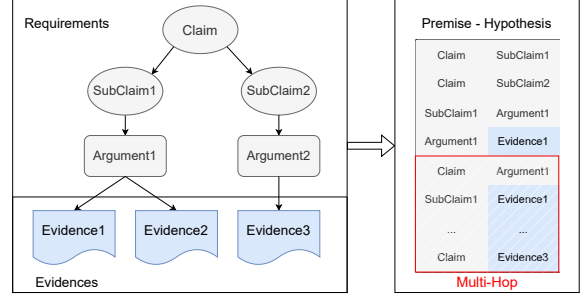 Requirements
Claim
SubClaim1
SubClaim2
Argument1
Argument2
Evidence1
Evidence2
Evidence3
Evidences
Premise - Hypothesis
Claim SubClaim1
Claim SubClaim2
SubClaim1 Argument1
Argument1 Evidence1
Claim Argument1
SubClaim1 Evidence1
... ...
Claim Evidence3
Multi-Hop